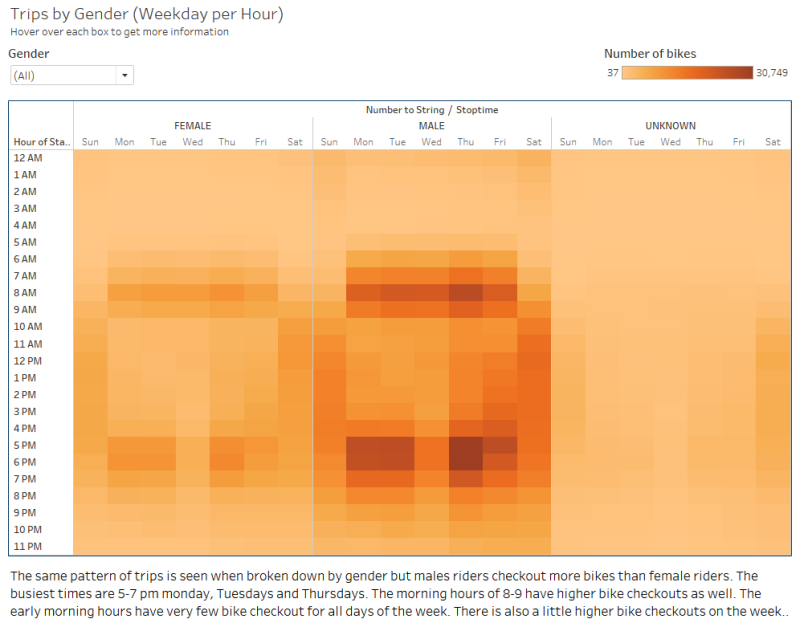 Trips by Gender (Weekday per Hour)
Hover over each box to get more information
Gender
(All)
Number of bikes
37 30,749
Number to String / Stoptime
FEMALE MALE UNKNOWN
Hour of Sta.. Sun Mon Tue Wed Thu Fri Sat Sun Mon Tue Wed Thu Fri Sat Sun Mon Tue Wed Thu Fri Sat
12 AM
1 AM
2 AM
3 AM
4 AM
5 AM
6 AM
7 AM
8 AM
9 AM
10 AM
11 AM
12 PM
1 PM
2 PM
3 PM
4 PM
5 PM
6 PM
7 PM
8 PM
9 PM
10 PM
11 PM
The same pattern of trips is seen when broken down by gender but males riders checkout more bikes than female riders. The
busiest times are 5-7 pm monday, Tuesdays and Thursdays. The morning hours of 8-9 have higher bike checkouts as well. The
early morning hours have very few bike checkout for all days of the week. There is also a little higher bike checkouts on the week..